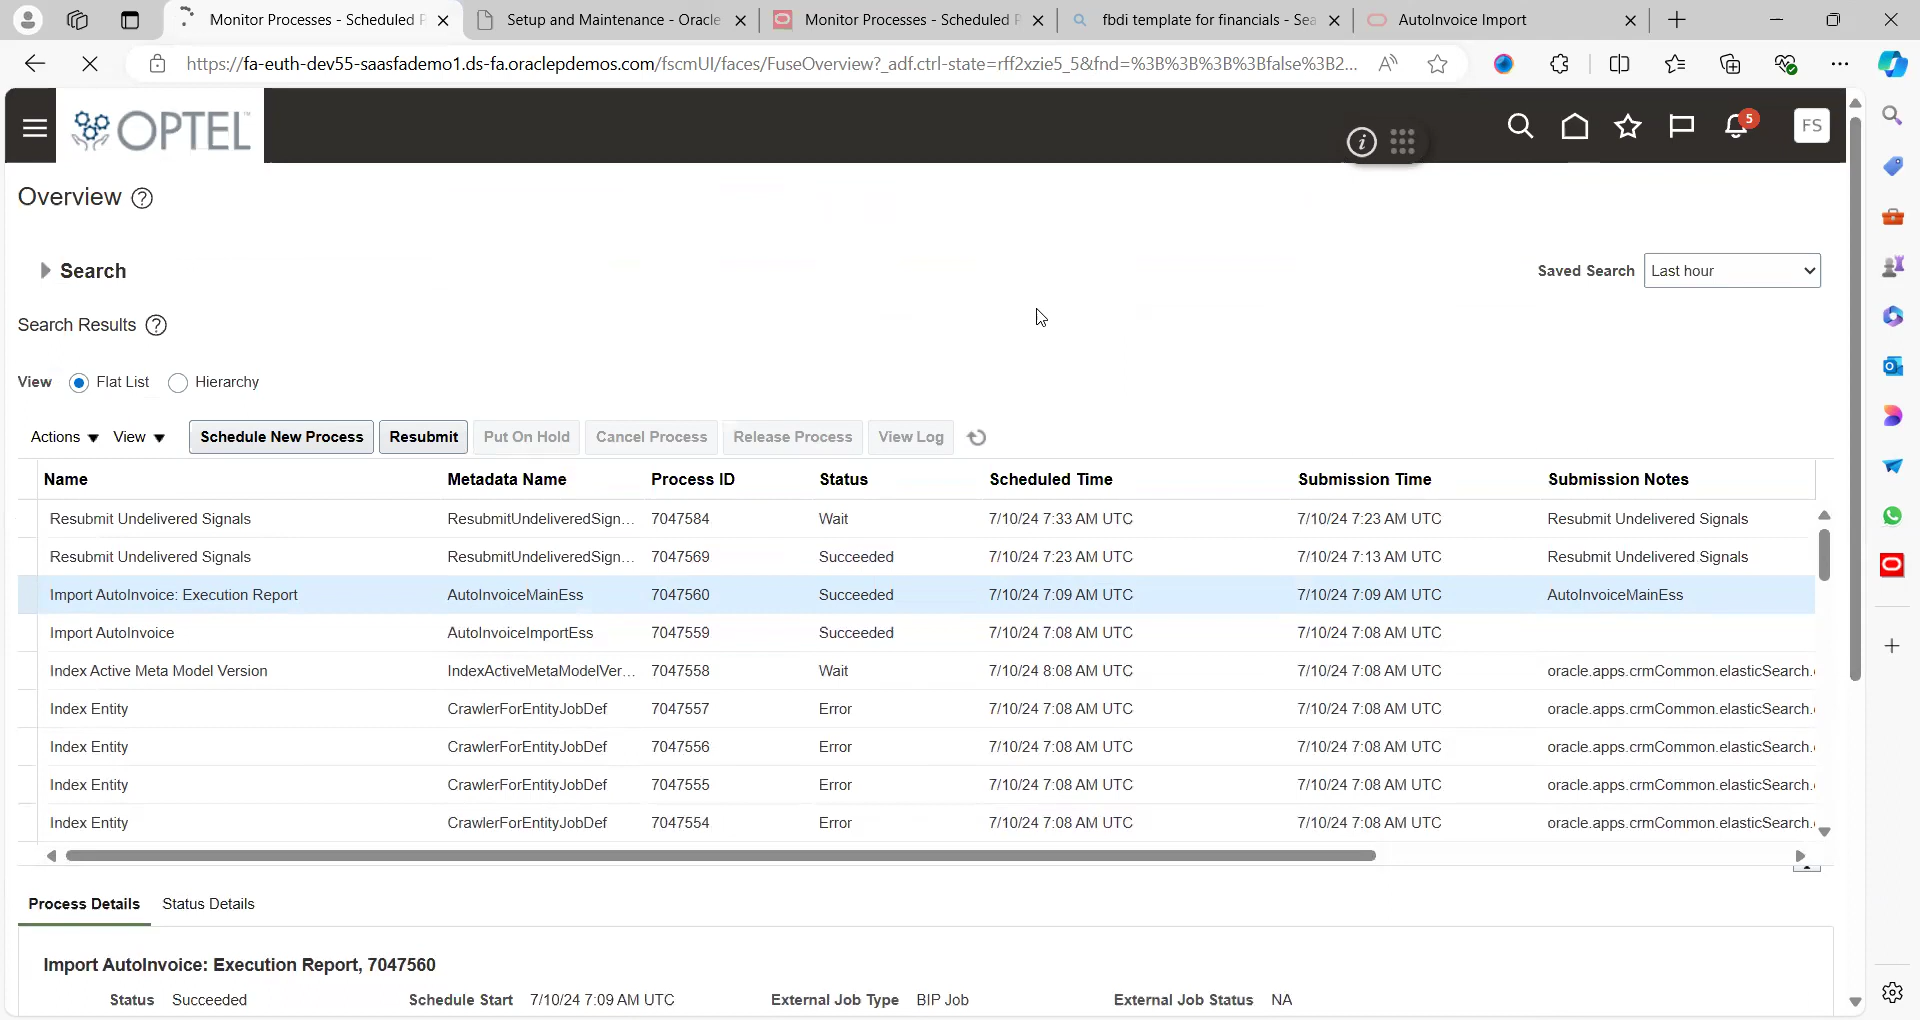 Monitor Processes - Scheduled P
Setup and Maintenance - Oracle
Monitor Processes - Scheduled P
fbdi template for financials - Sea
AutoInvoice Import
https://fa-euth-dev55-saasfademo1.ds-fa.oraclepdemos.com/fscmUI/faces/FuseOverview?_adf.ctrl-state=rff2xzie5_5&fnd=%3B%3B%3B%3Bfalse%3B2...
OPTEL
5
FS
Overview
Search
Saved Search Last hour
Search Results
View Flat List Hierarchy
Actions View Schedule New Process Resubmit Put On Hold Cancel Process Release Process View Log
Name Metadata Name Process ID Status Scheduled Time Submission Time Submission Notes
Resubmit Undelivered Signals ResubmitUndeliveredSign... 7047584 Wait 7/10/24 7:33 AM UTC 7/10/24 7:23 AM UTC Resubmit Undelivered Signals
Resubmit Undelivered Signals ResubmitUndeliveredSign... 7047569 Succeeded 7/10/24 7:23 AM UTC 7/10/24 7:13 AM UTC Resubmit Undelivered Signals
Import AutoInvoice: Execution Report AutoInvoiceMainEss 7047560 Succeeded 7/10/24 7:09 AM UTC 7/10/24 7:09 AM UTC AutoInvoiceMainEss
Import AutoInvoice AutoInvoiceImportEss 7047559 Succeeded 7/10/24 7:08 AM UTC 7/10/24 7:08 AM UTC
Index Active Meta Model Version IndexActiveMetaModelVer... 7047558 Wait 7/10/24 8:08 AM UTC 7/10/24 7:08 AM UTC oracle.apps.crmCommon.elasticSearch.
Index Entity CrawlerForEntityJobDef 7047557 Error 7/10/24 7:08 AM UTC 7/10/24 7:08 AM UTC oracle.apps.crmCommon.elasticSearch.
Index Entity CrawlerForEntityJobDef 7047556 Error 7/10/24 7:08 AM UTC 7/10/24 7:08 AM UTC oracle.apps.crmCommon.elasticSearch.
Index Entity CrawlerForEntityJobDef 7047555 Error 7/10/24 7:08 AM UTC 7/10/24 7:08 AM UTC oracle.apps.crmCommon.elasticSearch.
Index Entity CrawlerForEntityJobDef 7047554 Error 7/10/24 7:08 AM UTC 7/10/24 7:08 AM UTC oracle.apps.crmCommon.elasticSearch.
Process Details Status Details
Import AutoInvoice: Execution Report, 7047560
Status Succeeded Schedule Start 7/10/24 7:09 AM UTC External Job Type BIP Job External Job Status NA